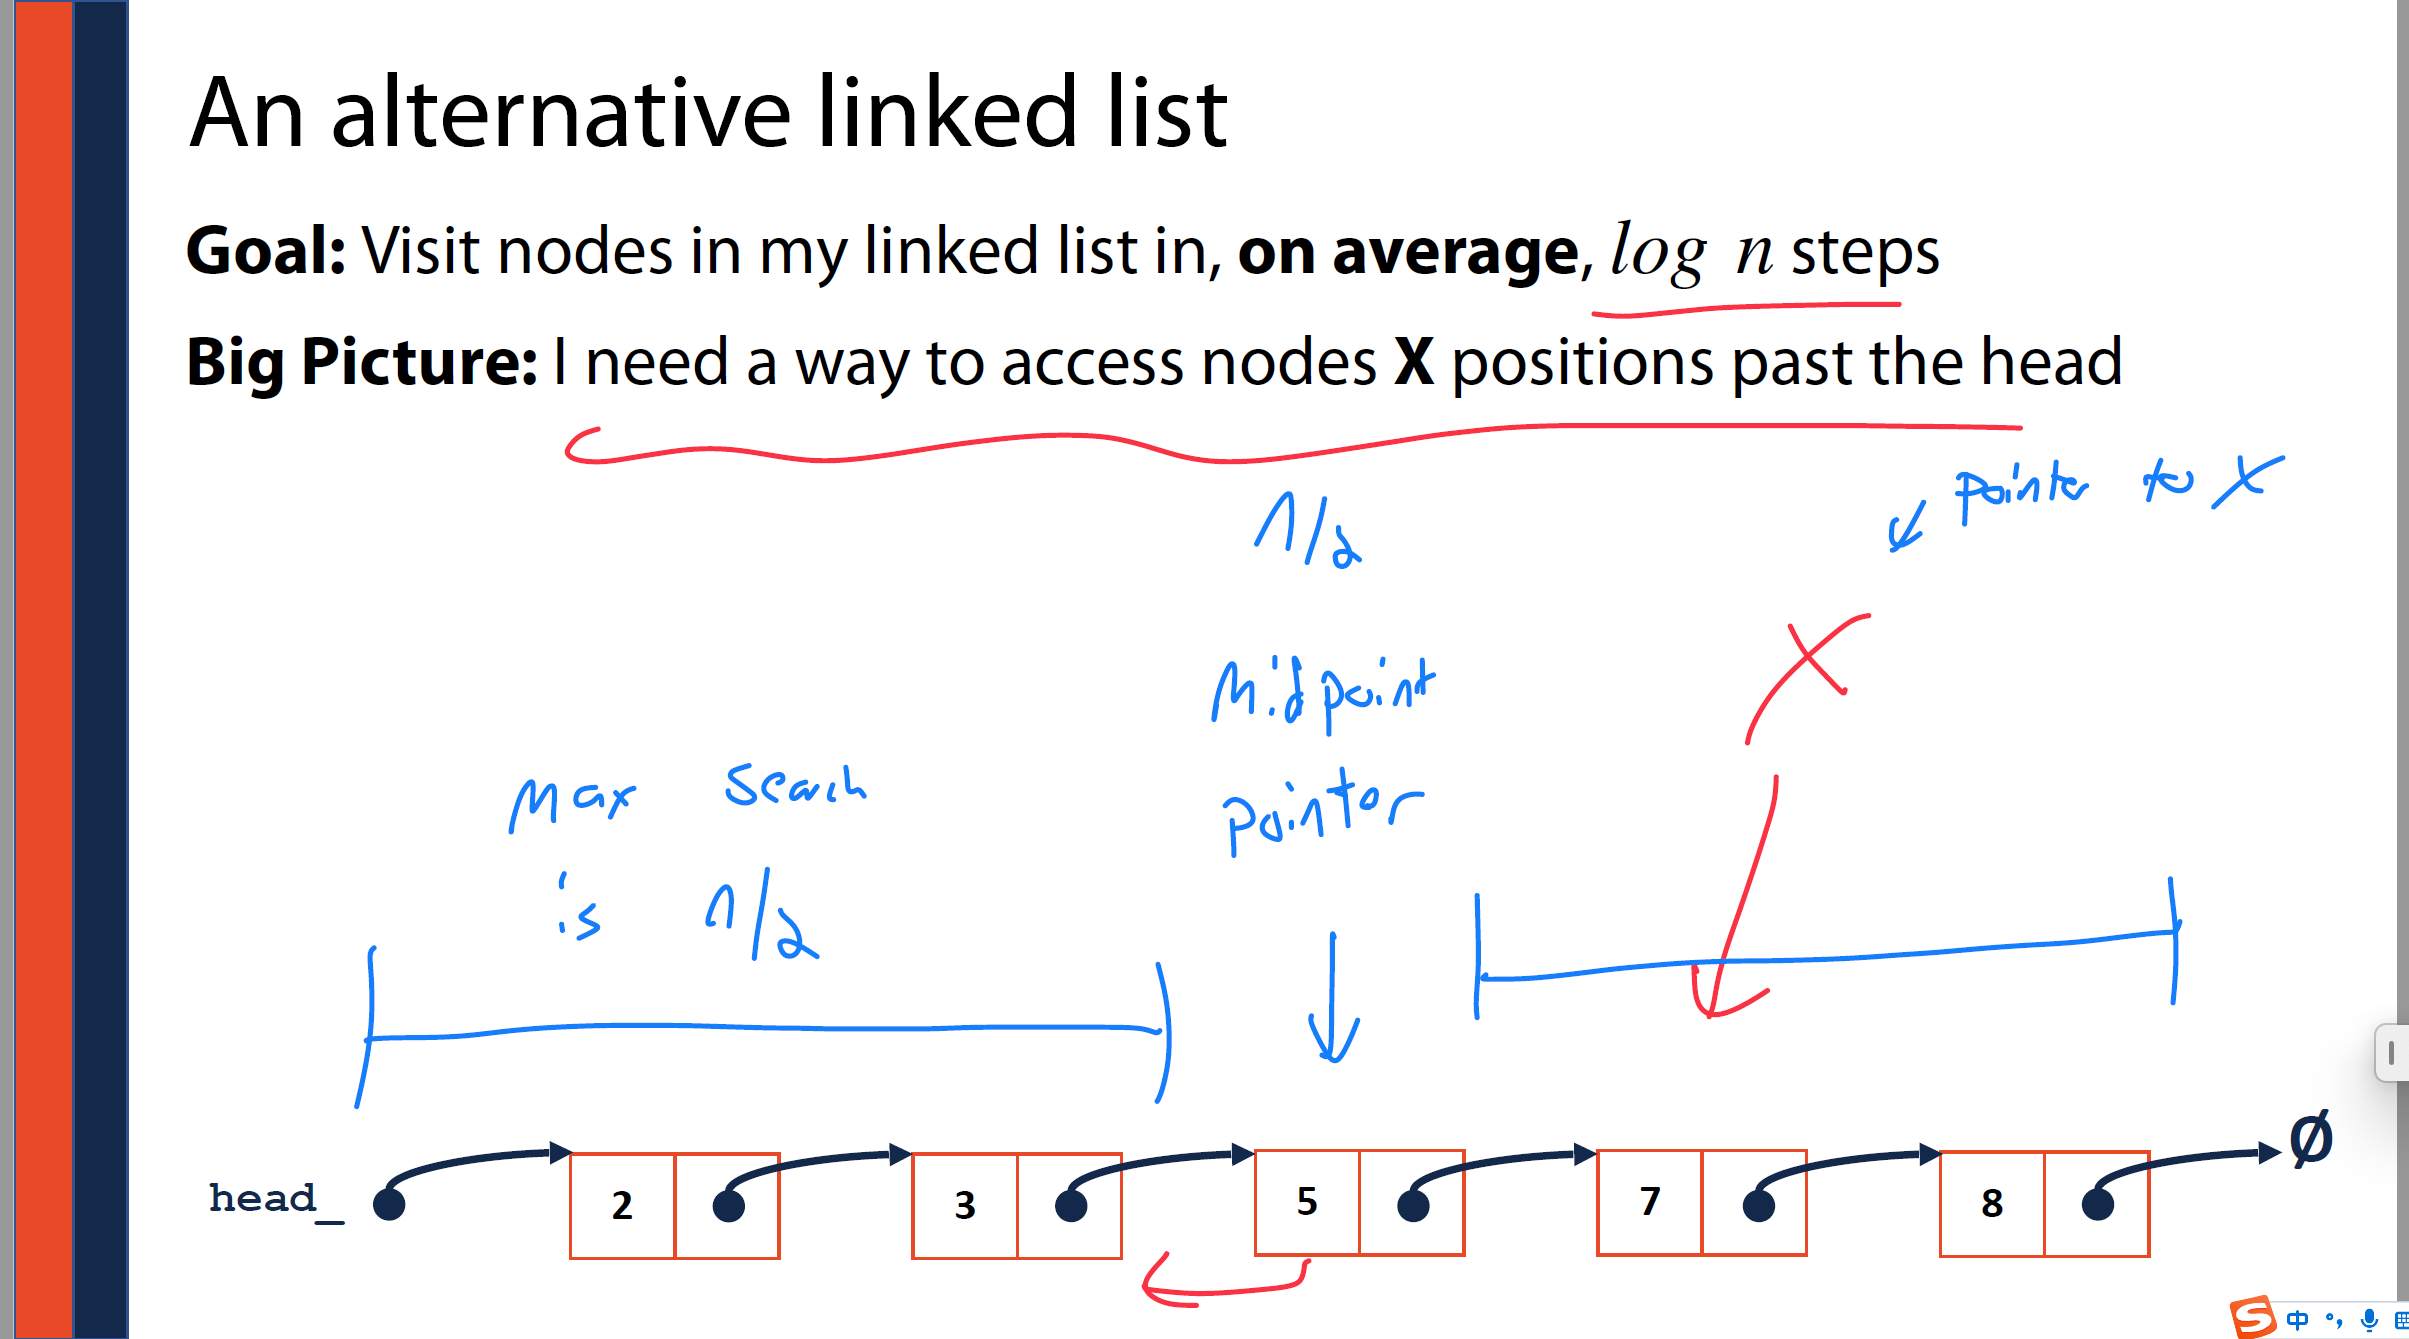 An alternative linked list
Goal: Visit nodes in my linked list in, on average, log n steps
Big Picture: I need a way to access nodes X positions past the head
pointer to X
n/2
X
Midpoint
pointer
Max Search
is n/2
head_
2
3
5
7
8
Ø
S 中